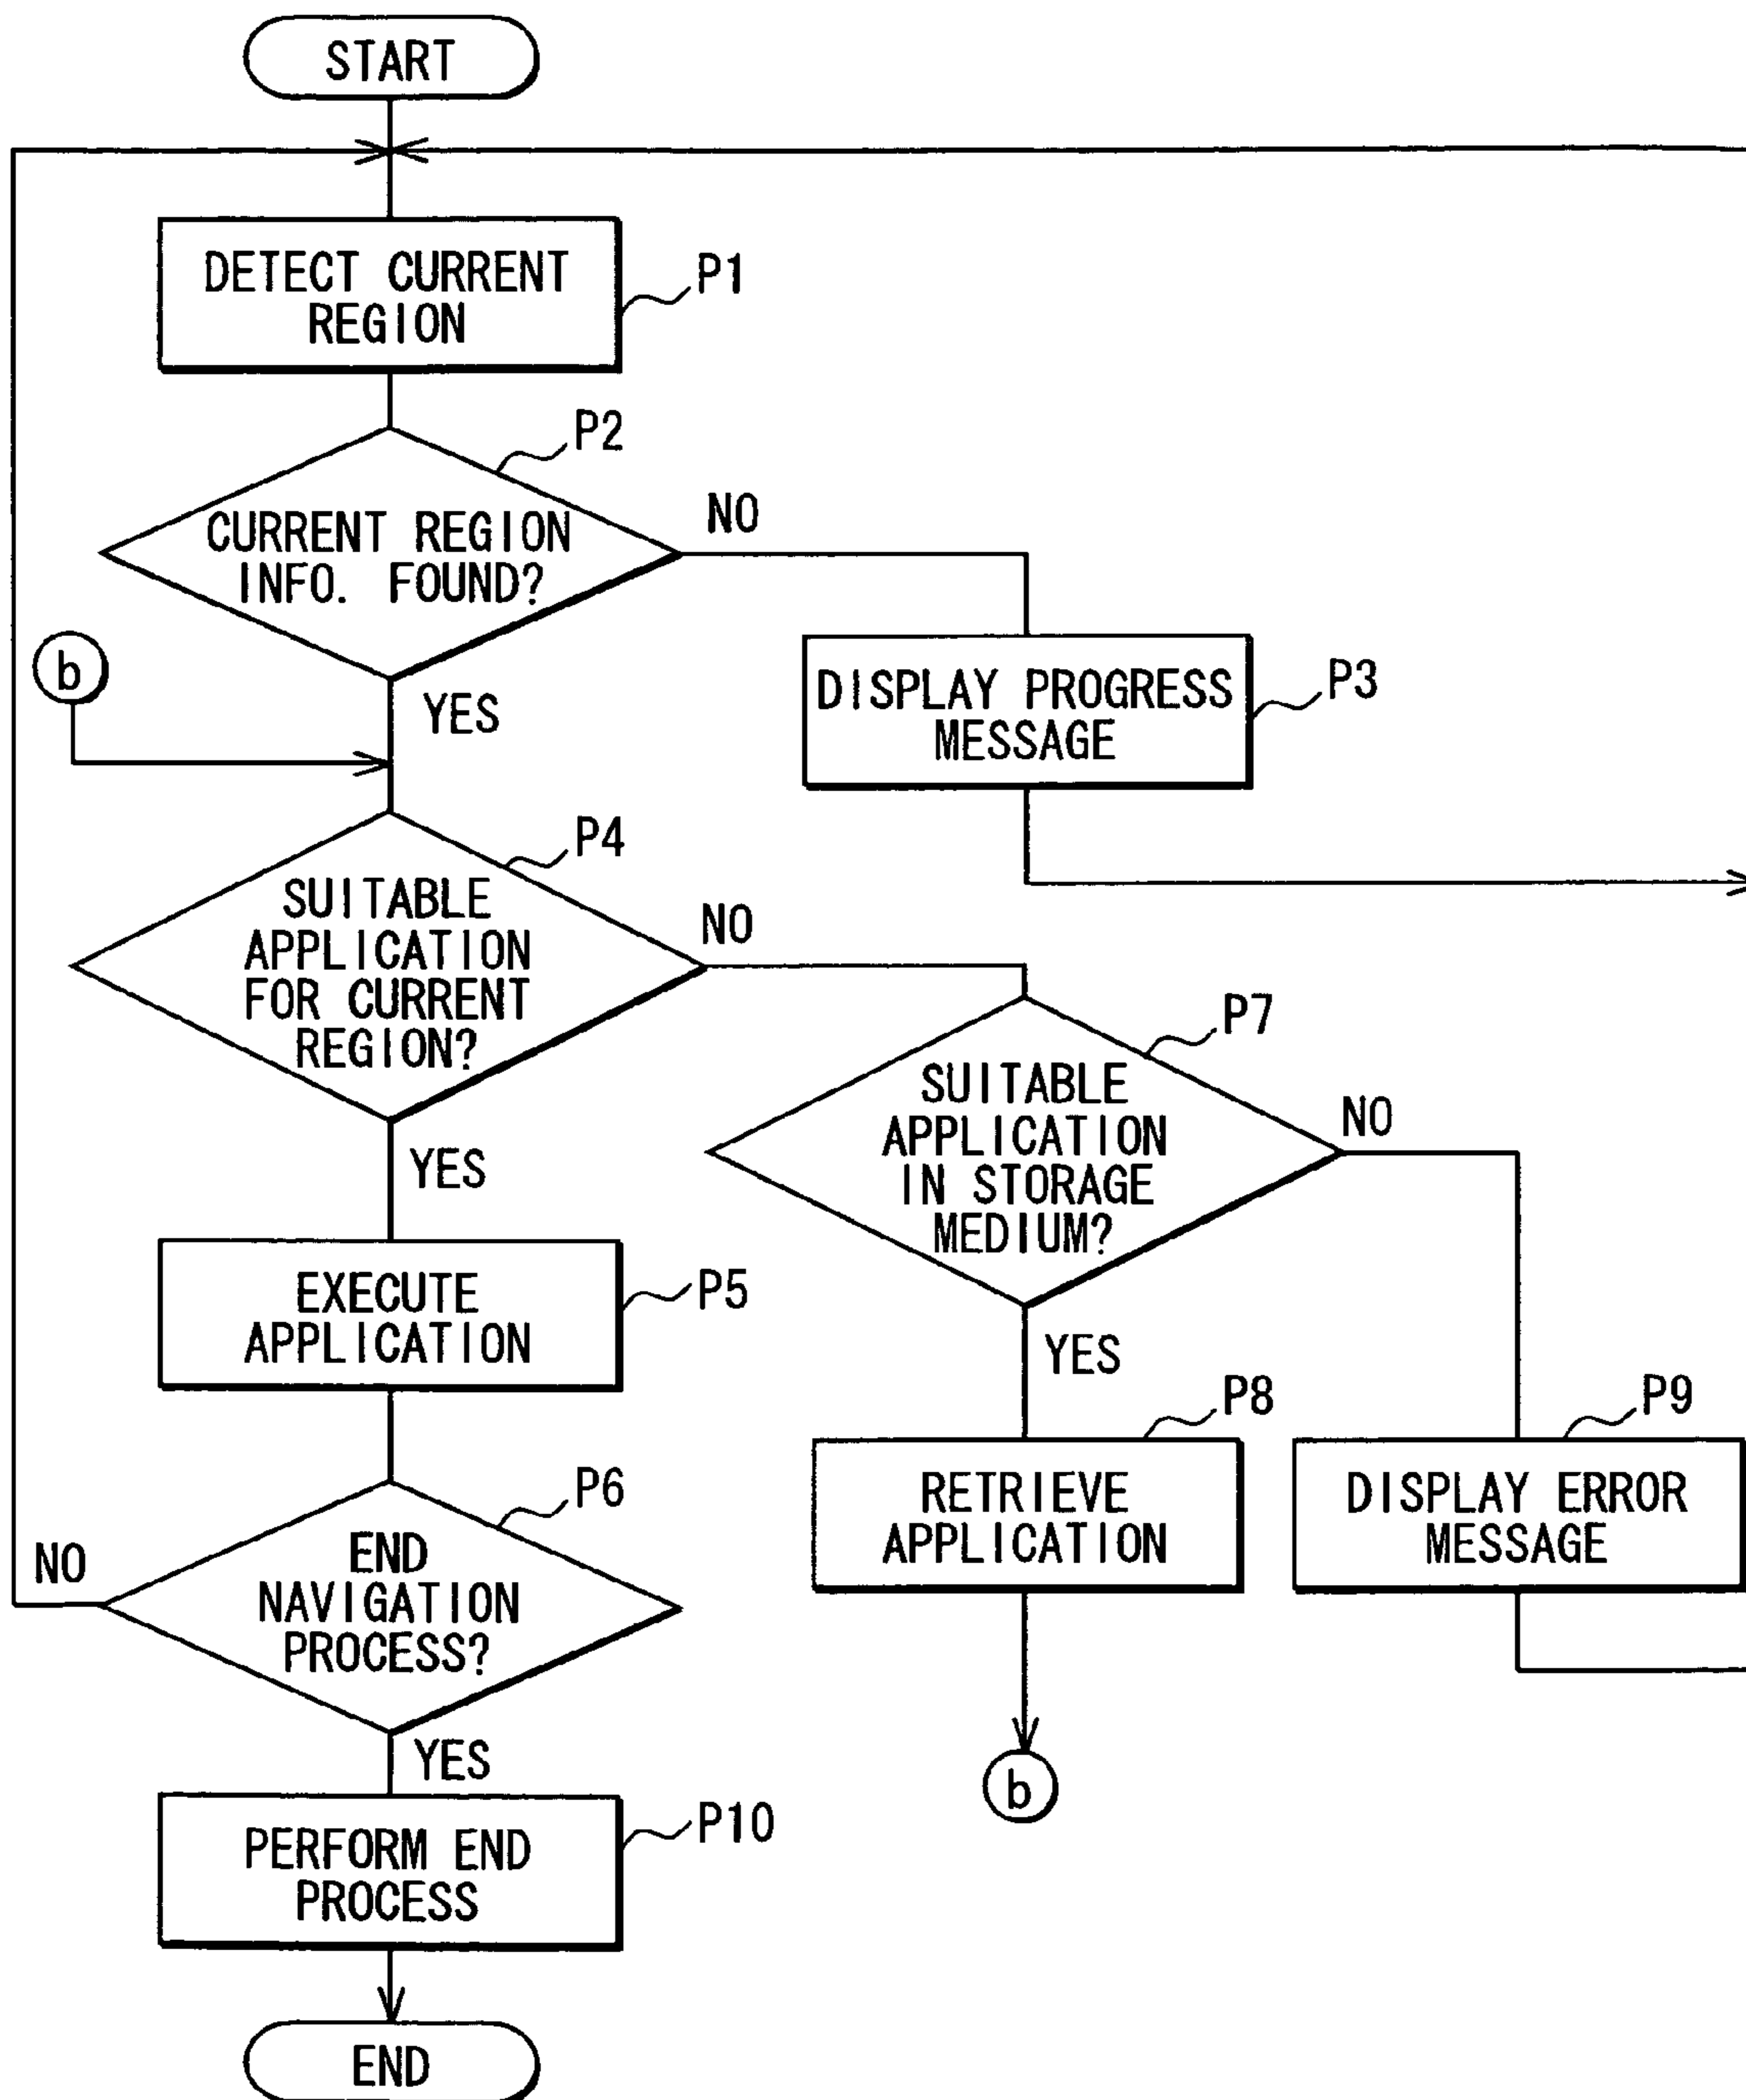 START
DETECT CURRENT
REGION
P1
P2
CURRENT REGION
INFO. FOUND?
NO
YES
b
DISPLAY PROGRESS
MESSAGE
P3
P4
SUITABLE
APPLICATION
FOR CURRENT
REGION?
NO
YES
P7
SUITABLE
APPLICATION
IN STORAGE
MEDIUM?
NO
YES
EXECUTE
APPLICATION
P5
P8
RETRIEVE
APPLICATION
b
P9
DISPLAY ERROR
MESSAGE
P6
END
NAVIGATION
PROCESS?
NO
YES
PERFORM END
PROCESS
P10
END